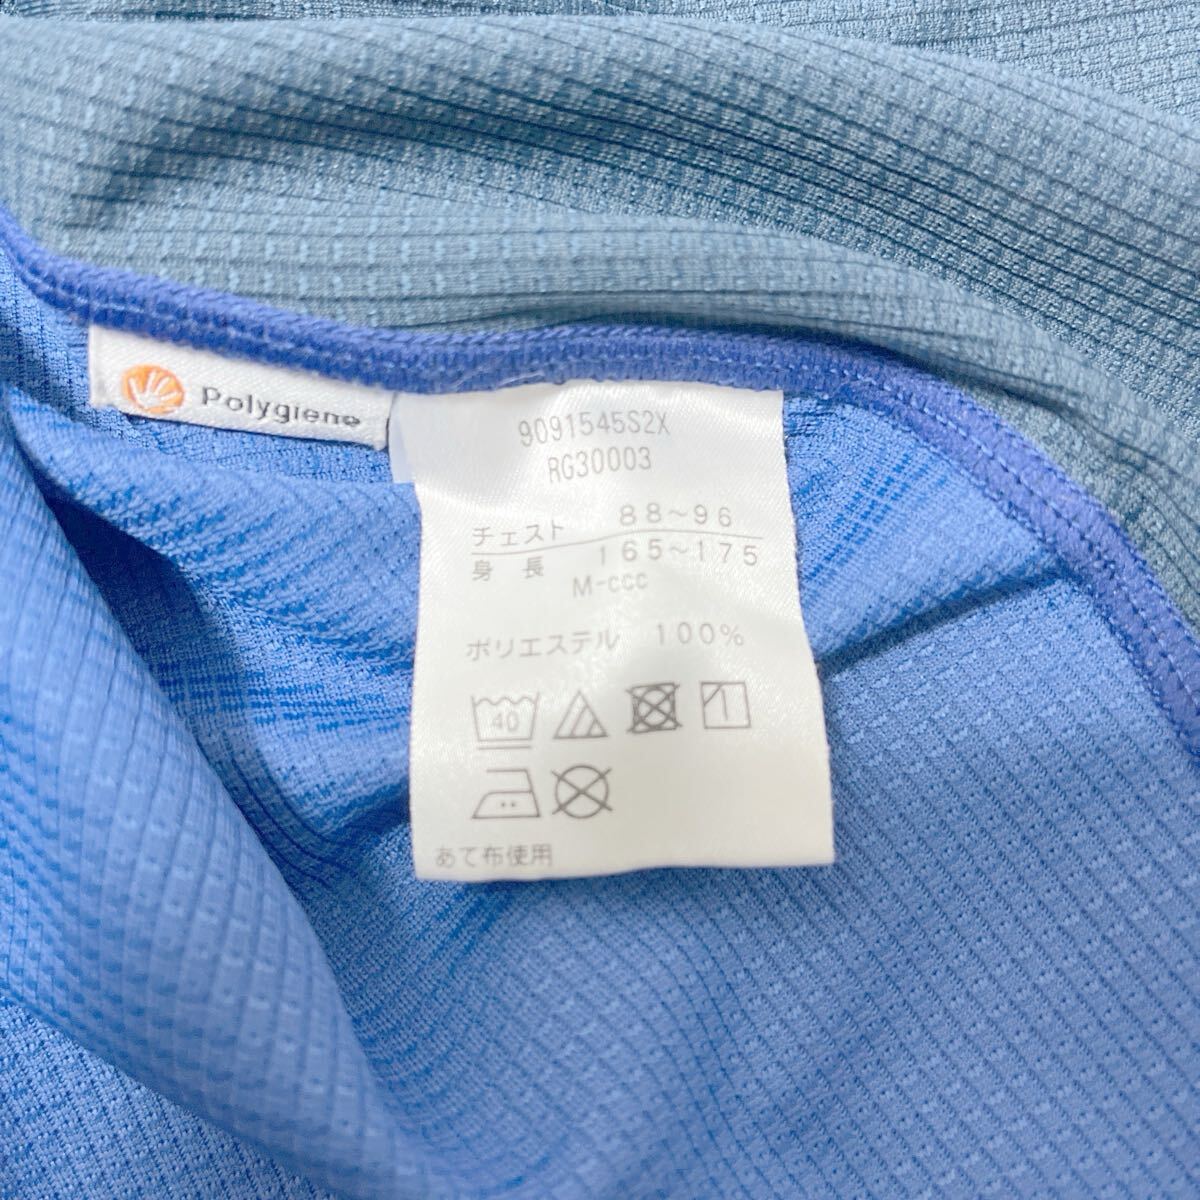 Polygiene
9091545S2X
RG30003
チェスト 88~96
身 長 165~175
M-ccc
ポリエステル 100%
40
あて布使用